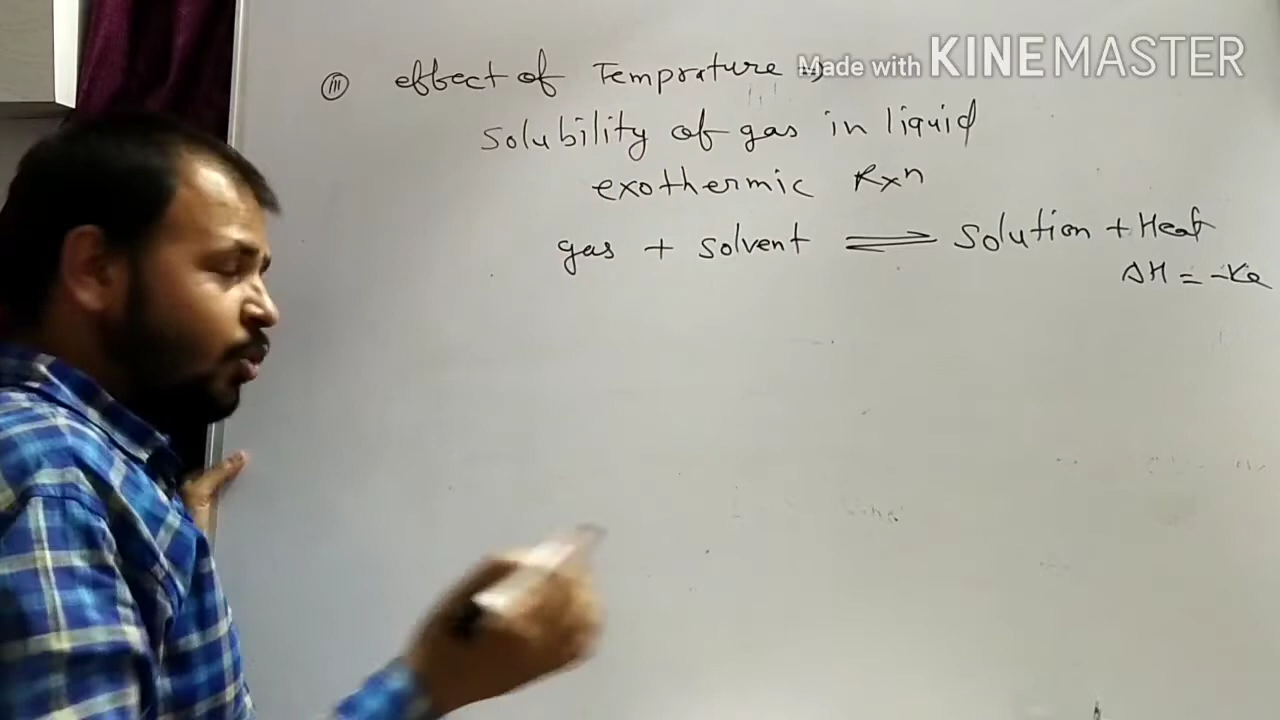 (iii) effect of Temprature ⇒ Made with KINEMASTER
Solubility of gas in liquid
exothermic Rxn
gas + solvent ⇌ Solution + Heat
ΔH = -Ve